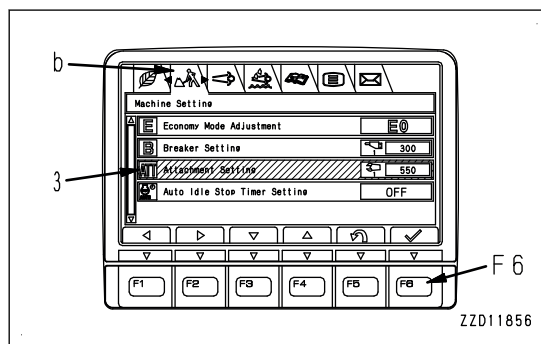 b
Machine Setting
E Economy Mode Adjustment E0
B Breaker Setting 300
3
ATT Attachment Setting 550
Auto Idle Stop Timer Setting OFF
F1 F2 F3 F4 F5 F6
F6
ZZD11856